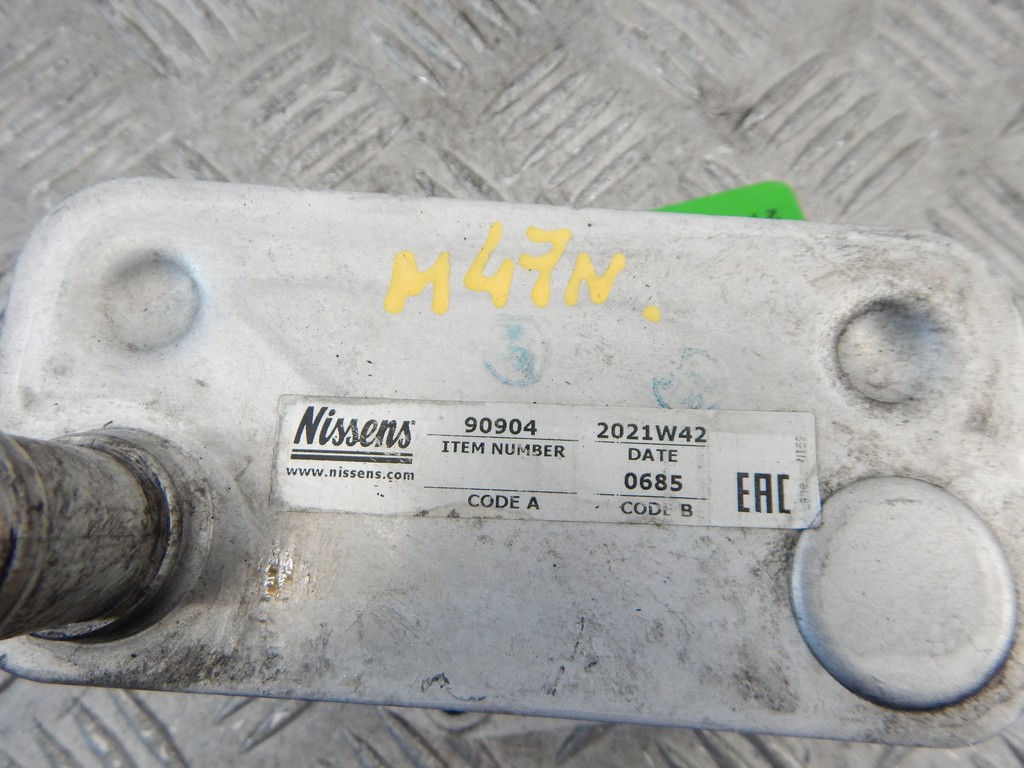 M47N.
Nissens
www.nissens.com
90904
ITEM NUMBER
CODE A
2021W42
DATE
0685
CODE B
EAC